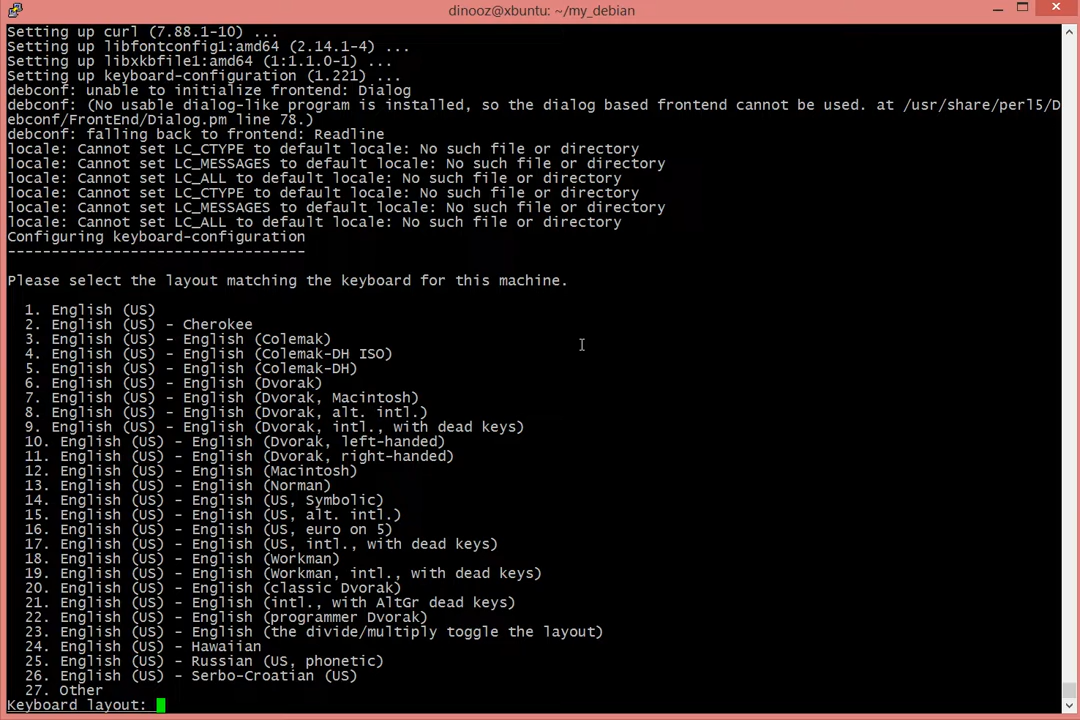 dinooz@xbuntu: ~/my_debian
Setting up curl (7.88.1-10) ...
Setting up libfontconfig1:amd64 (2.14.1-4) ...
Setting up libxkbfile1:amd64 (1:1.1.0-1) ...
Setting up keyboard-configuration (1.221) ...
debconf: unable to initialize frontend: Dialog
debconf: (No usable dialog-like program is installed, so the dialog based frontend cannot be used. at /usr/share/perl5/D
ebconf/FrontEnd/Dialog.pm line 78.)
debconf: falling back to frontend: Readline
locale: Cannot set LC_CTYPE to default locale: No such file or directory
locale: Cannot set LC_MESSAGES to default locale: No such file or directory
locale: Cannot set LC_ALL to default locale: No such file or directory
locale: Cannot set LC_CTYPE to default locale: No such file or directory
locale: Cannot set LC_MESSAGES to default locale: No such file or directory
locale: Cannot set LC_ALL to default locale: No such file or directory
Configuring keyboard-configuration
----------------------------------
Please select the layout matching the keyboard for this machine.
1. English (US)
2. English (US) - Cherokee
3. English (US) - English (Colemak)
4. English (US) - English (Colemak-DH ISO)
5. English (US) - English (Colemak-DH)
6. English (US) - English (Dvorak)
7. English (US) - English (Dvorak, Macintosh)
8. English (US) - English (Dvorak, alt. intl.)
9. English (US) - English (Dvorak, intl., with dead keys)
10. English (US) - English (Dvorak, left-handed)
11. English (US) - English (Dvorak, right-handed)
12. English (US) - English (Macintosh)
13. English (US) - English (Norman)
14. English (US) - English (US, Symbolic)
15. English (US) - English (US, alt. intl.)
16. English (US) - English (US, euro on 5)
17. English (US) - English (US, intl., with dead keys)
18. English (US) - English (Workman)
19. English (US) - English (Workman, intl., with dead keys)
20. English (US) - English (classic Dvorak)
21. English (US) - English (intl., with AltGr dead keys)
22. English (US) - English (programmer Dvorak)
23. English (US) - English (the divide/multiply toggle the layout)
24. English (US) - Hawaiian
25. English (US) - Russian (US, phonetic)
26. English (US) - Serbo-Croatian (US)
27. Other
Keyboard layout: